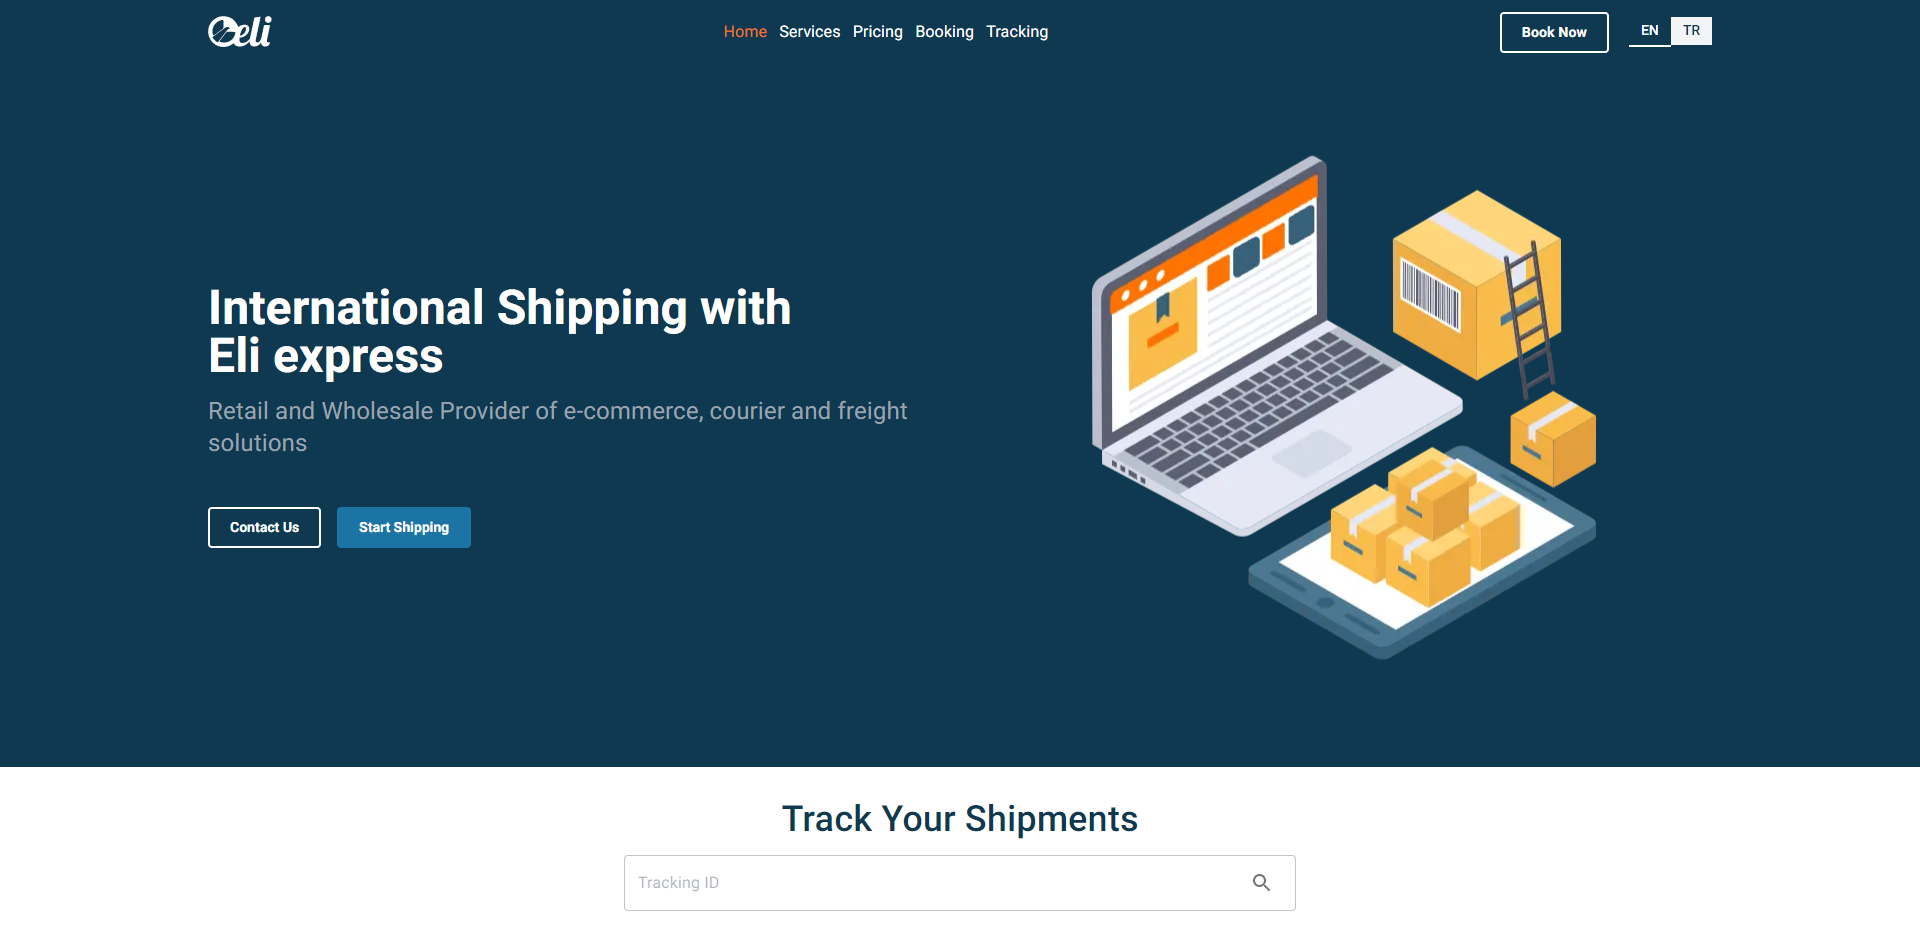 eli
Home Services Pricing Booking Tracking
Book Now
EN TR
International Shipping with
Eli express
Retail and Wholesale Provider of e-commerce, courier and freight
solutions
Contact Us Start Shipping
Track Your Shipments
Tracking ID